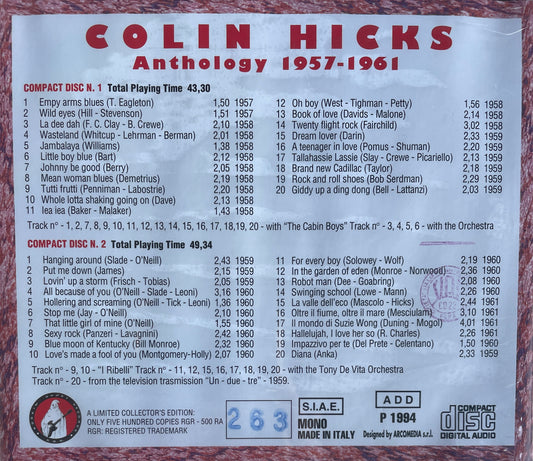 COLIN HICKS
Anthology 1957-1961
COMPACT DISC N. 1 Total Playing Time 43,30
1 Empy arms blues (T. Eagleton) 1,50 1957
2 Wild eyes (Hill - Stevenson) 1,51 1957
3 La dee dah (F. C. Clay - B. Crewe) 2,10 1958
4 Wasteland (Whitcup - Lehrman - Berman) 2,01 1958
5 Jambalaya (Williams) 1,38 1958
6 Little boy blue (Bart) 2,12 1958
7 Johnny be good (Berry) 2,05 1958
8 Mean woman blues (Demetrius) 2,19 1958
9 Tutti frutti (Penniman - Labostrie) 2,20 1958
10 Whole lotta shaking going on (Dave) 2,13 1958
11 Iea iea (Baker - Malaker) 1,43 1958
12 Oh boy (West - Tighman - Petty) 1,56 1958
13 Book of love (Davids - Malone) 2,14 1958
14 Twenty flight rock (Fairchild) 3,02 1958
15 Dream lover (Darin) 2,33 1959
16 A teenager in love (Pomus - Shuman) 2,20 1959
17 Tallahassie Lassie (Slay - Crewe - Picariello) 2,13 1959
18 Brand new Cadillac (Taylor) 2,20 1959
19 Rock and roll shoes (Bob Serdman) 2,29 1959
20 Giddy up a ding dong (Bell - Lattanzi) 2,03 1959
Track n° - 1, 2, 7, 8, 9, 10, 11, 12, 13, 14, 15, 16, 17, 18,19, 20 - with "The Cabin Boys" Track n° - 3, 4, 5, 6 - with the Orchestra
COMPACT DISC N. 2 Total Playing Time 49,34
1 Hanging around (Slade - O'Neill) 2,43 1959
2 Put me down (James) 2,15 1959
3 Lovin' up a storm (Frisch - Tobias) 2,05 1959
4 All because of you (O'Neill - Slade - Leoni) 3,16 1960
5 Hollering and screaming (O'Neill - Tick - Leoni) 1,36 1960
6 Stop me (Jay - O'Neill) 2,10 1960
7 That little girl of mine (O'Neill) 1,55 1960
8 Sexy rock (Panzeri - Lavagnini) 2,42 1960
9 Blue moon of Kentucky (Bill Monroe) 2,32 1960
10 Love's made a fool of you (Montgomery-Holly) 2,07 1960
11 For every boy (Solowey - Wolf) 2,19 1960
12 In the garden of eden (Monroe - Norwood) 2,36 1960
13 Robot man (Dee - Goabring) 2,08 1960
14 Swinging school (Lowe - Mann) 2,26 1960
15 La valle dell'eco (Mascolo - Hicks) 2,44 1961
16 Oltre il fiume, oltre il mare (Mesciulam) 3,10 1961
17 Il mondo di Suzie Wong (Duning - Mogol) 4,01 1961
18 Hallelujah, I love her so (R. Charles) 2,26 1961
19 Impazzivo per te (Del Prete - Celentano) 1,50 1960
20 Diana (Anka) 2,33 1959
Track n° - 9, 10 - "I Ribelli" Track n° - 11, 12, 15, 16, 17, 18, 19, 20 - with the Tony De Vita Orchestra
Track n° - 20 - from the television trasmission "Un - due - tre" - 1959.
A LIMITED COLLECTOR'S EDITION:
ONLY FIVE HUNDRED COPIES RGR - 500 RA
RGR: REGISTERED TRADEMARK
263
S.I.A.E.
MONO
MADE IN ITALY
ADD
P 1994
Designed by ARCOMEDIA s.r.l.
COMPACT
disc
DIGITAL AUDIO